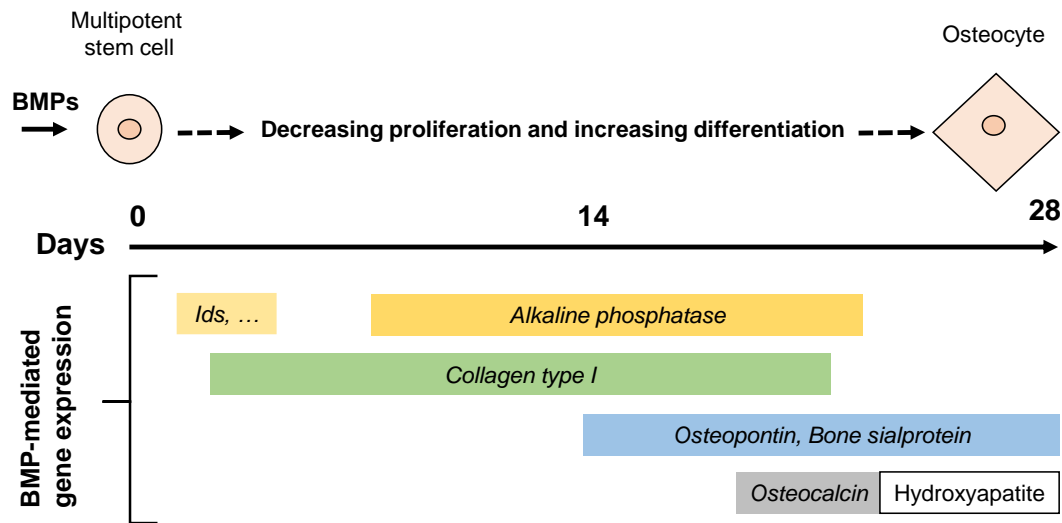 Multipotent
stem cell
Osteocyte
BMPs
Decreasing proliferation and increasing differentiation
0
14
28
Days
BMP-mediated
gene expression
Ids, …
Alkaline phosphatase
Collagen type I
Osteopontin, Bone sialprotein
Osteocalcin
Hydroxyapatite